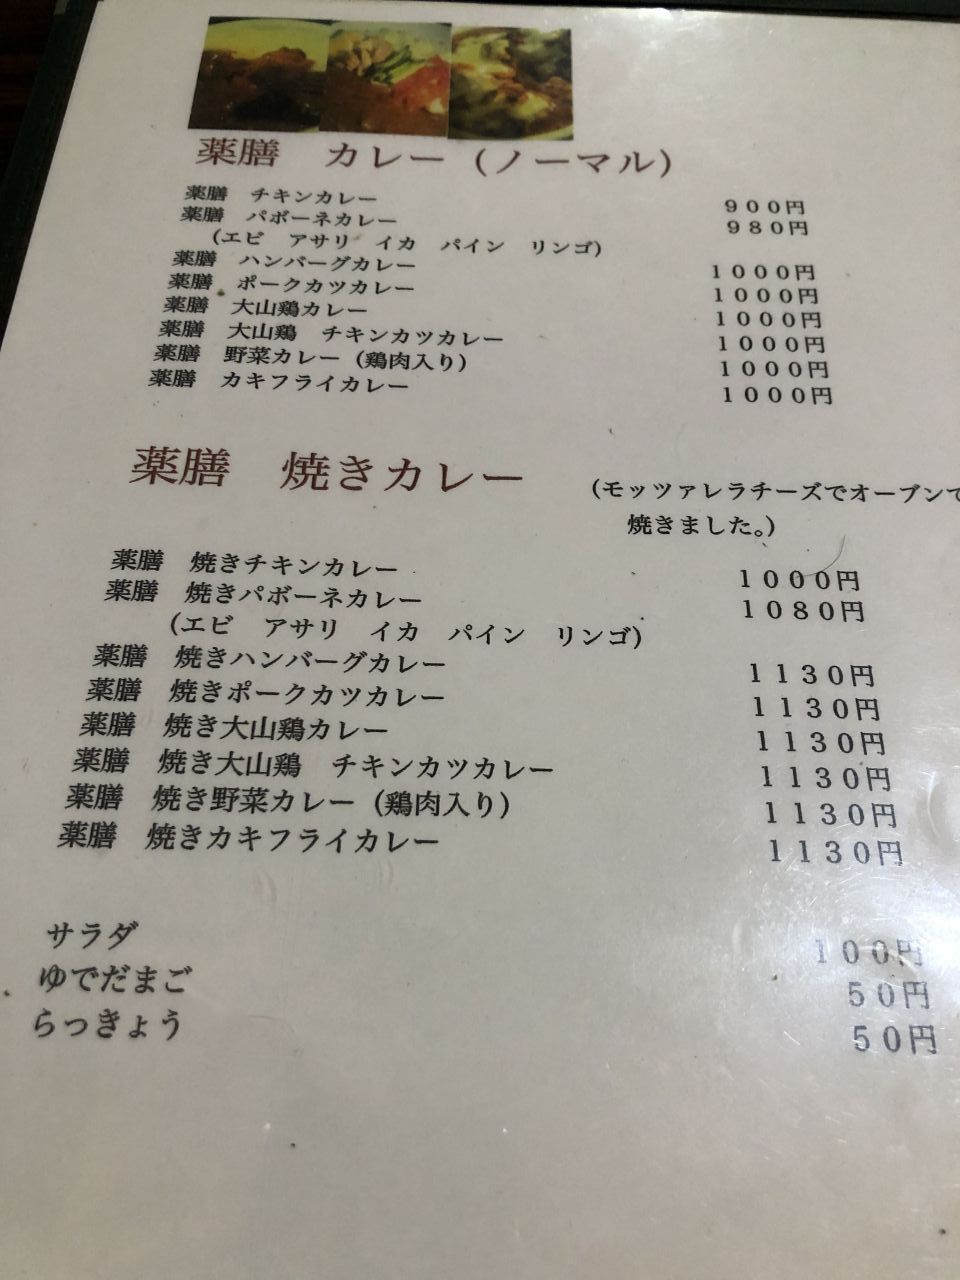 薬膳　カレー（ノーマル）
薬膳　チキンカレー　９００円
薬膳　パボーネカレー　９８０円
（エビ　アサリ　イカ　パイン　リンゴ）
薬膳　ハンバーグカレー　１０００円
薬膳　ポークカツカレー　１０００円
薬膳　大山鶏カレー　１０００円
薬膳　大山鶏　チキンカツカレー　１０００円
薬膳　野菜カレー（鶏肉入り）　１０００円
薬膳　カキフライカレー　１０００円
薬膳　焼きカレー　（モッツァレラチーズでオーブンで
焼きました。）
薬膳　焼きチキンカレー　１０００円
薬膳　焼きパボーネカレー　１０８０円
（エビ　アサリ　イカ　パイン　リンゴ）
薬膳　焼きハンバーグカレー　１１３０円
薬膳　焼きポークカツカレー　１１３０円
薬膳　焼き大山鶏カレー　１１３０円
薬膳　焼き大山鶏　チキンカツカレー　１１３０円
薬膳　焼き野菜カレー（鶏肉入り）　１１３０円
薬膳　焼きカキフライカレー　１１３０円
サラダ　１００円
ゆでだまご　５０円
らっきょう　５０円